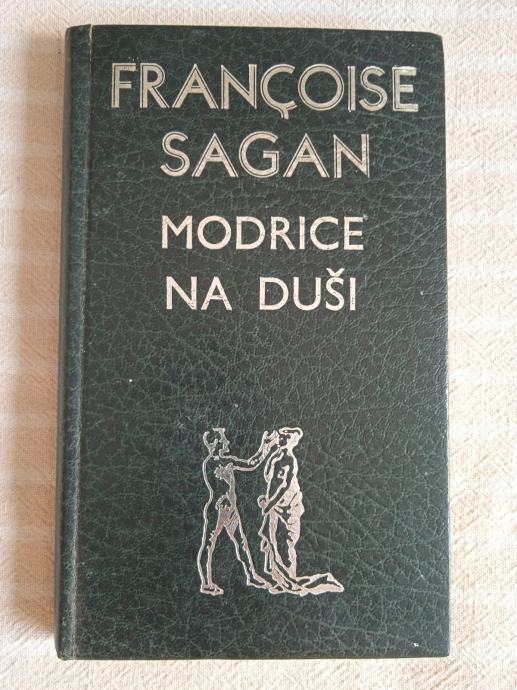 FRANÇOISE
SAGAN
MODRICE
NA DUŠI